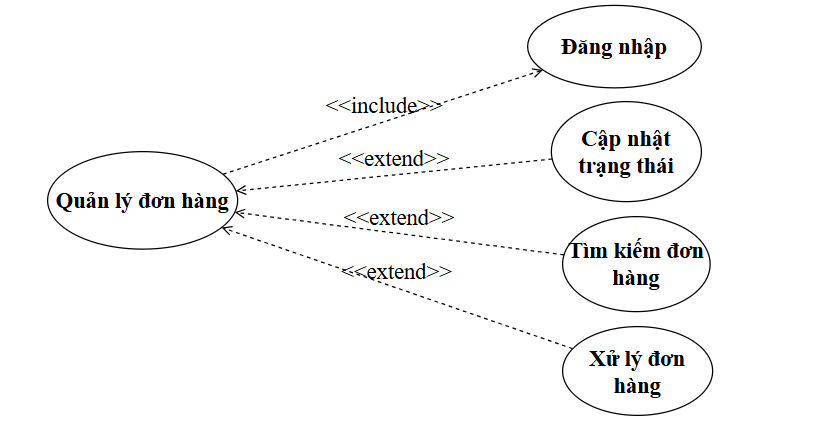 Đăng nhập
<<include>>
Cập nhật
trạng thái
<<extend>>
Quản lý đơn hàng
<<extend>>
Tìm kiếm đơn
hàng
<<extend>>
Xử lý đơn
hàng